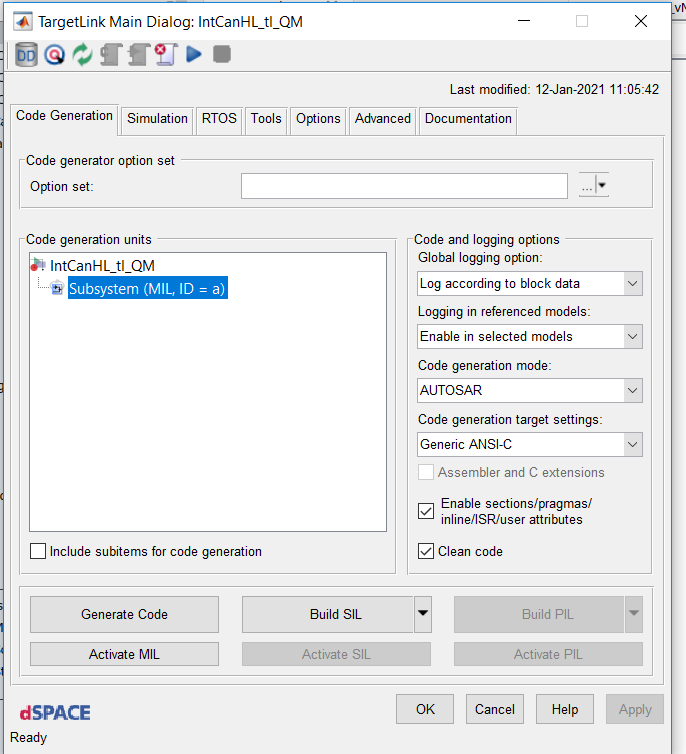 TargetLink Main Dialog: IntCanHL_tl_QM
DD
Last modified: 12-Jan-2021 11:05:42
Code Generation
Simulation
RTOS
Tools
Options
Advanced
Documentation
Code generator option set
Option set:
...
Code generation units
IntCanHL_tl_QM
Subsystem (MIL, ID = a)
Include subitems for code generation
Code and logging options
Global logging option:
Log according to block data
Logging in referenced models:
Enable in selected models
Code generation mode:
AUTOSAR
Code generation target settings:
Generic ANSI-C
Assembler and C extensions
Enable sections/pragmas/
inline/ISR/user attributes
Clean code
Generate Code
Build SIL
Build PIL
Activate MIL
Activate SIL
Activate PIL
dSPACE
OK
Cancel
Help
Apply
Ready